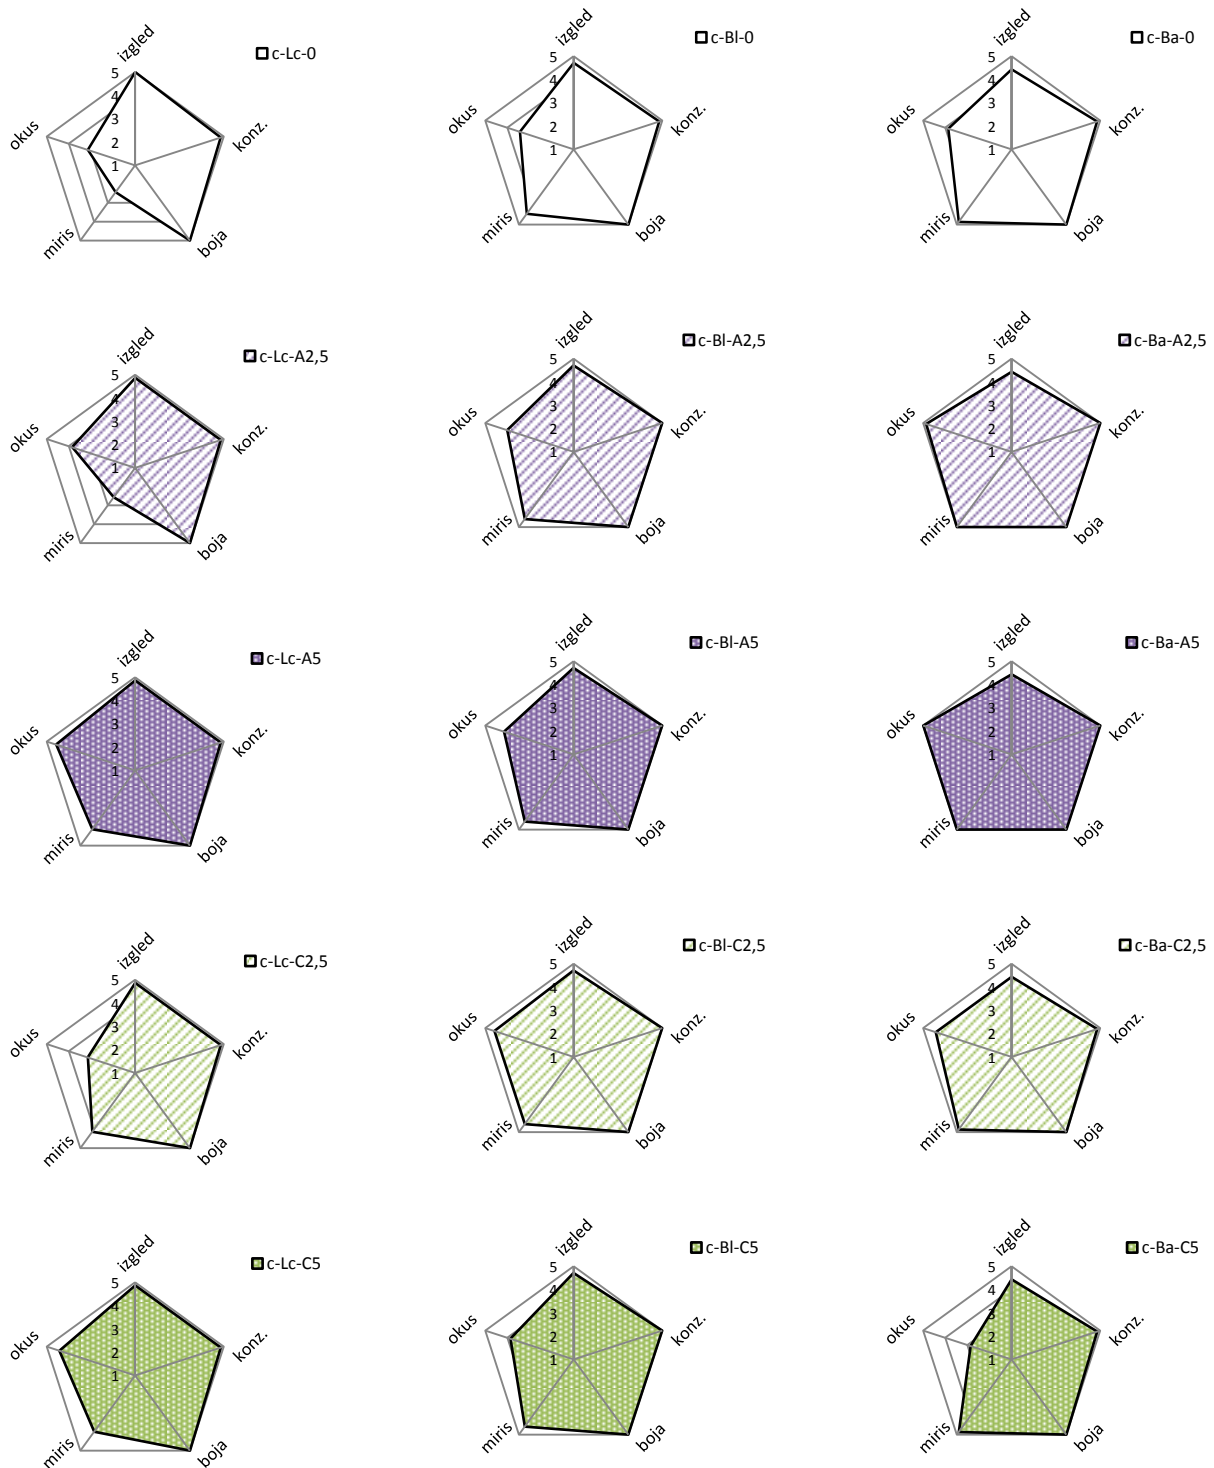 izgled
c-Lc-0
5
4
3
2
1
okus
konz.
miris
boja
izgled
c-Bl-0
5
4
3
2
1
okus
konz.
miris
boja
izgled
c-Ba-0
5
4
3
2
1
okus
konz.
miris
boja
izgled
c-Lc-A2,5
5
4
3
2
1
okus
konz.
miris
boja
izgled
c-Bl-A2,5
5
4
3
2
1
okus
konz.
miris
boja
izgled
c-Ba-A2,5
5
4
3
2
1
okus
konz.
miris
boja
izgled
c-Lc-A5
5
4
3
2
1
okus
konz.
miris
boja
izgled
c-Bl-A5
5
4
3
2
1
okus
konz.
miris
boja
izgled
c-Ba-A5
5
4
3
2
1
okus
konz.
miris
boja
izgled
c-Lc-C2,5
5
4
3
2
1
okus
konz.
miris
boja
izgled
c-Bl-C2,5
5
4
3
2
1
okus
konz.
miris
boja
izgled
c-Ba-C2,5
5
4
3
2
1
okus
konz.
miris
boja
izgled
c-Lc-C5
5
4
3
2
1
okus
konz.
miris
boja
izgled
c-Bl-C5
5
4
3
2
1
okus
konz.
miris
boja
izgled
c-Ba-C5
5
4
3
2
1
okus
konz.
miris
boja